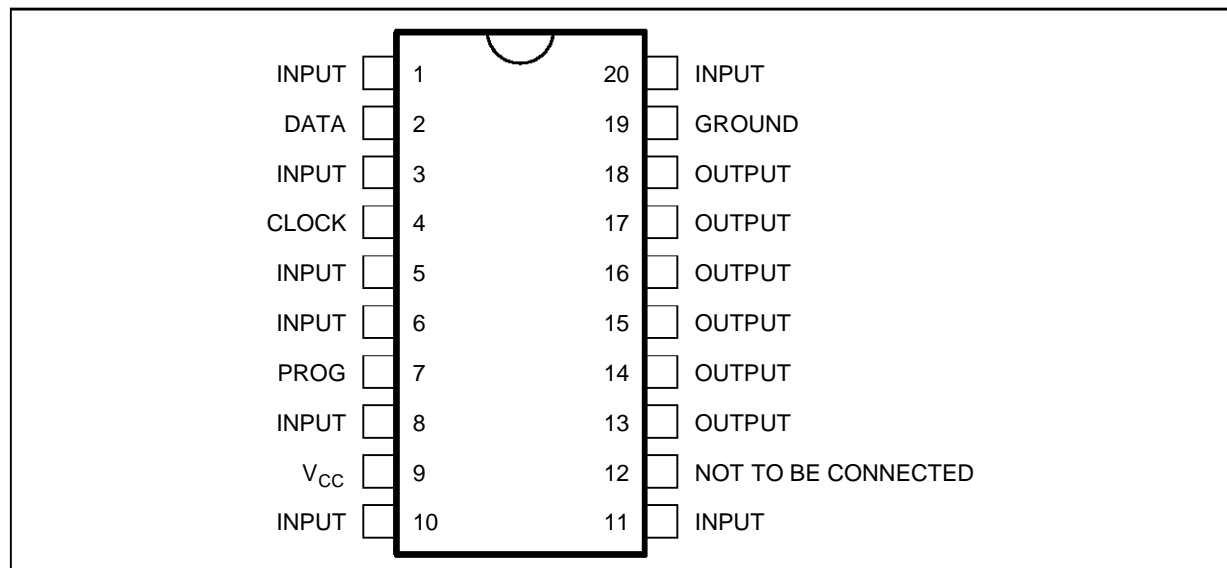 INPUT 1 20 INPUT
DATA 2 19 GROUND
INPUT 3 18 OUTPUT
CLOCK 4 17 OUTPUT
INPUT 5 16 OUTPUT
INPUT 6 15 OUTPUT
PROG 7 14 OUTPUT
INPUT 8 13 OUTPUT
VCC 9 12 NOT TO BE CONNECTED
INPUT 10 11 INPUT